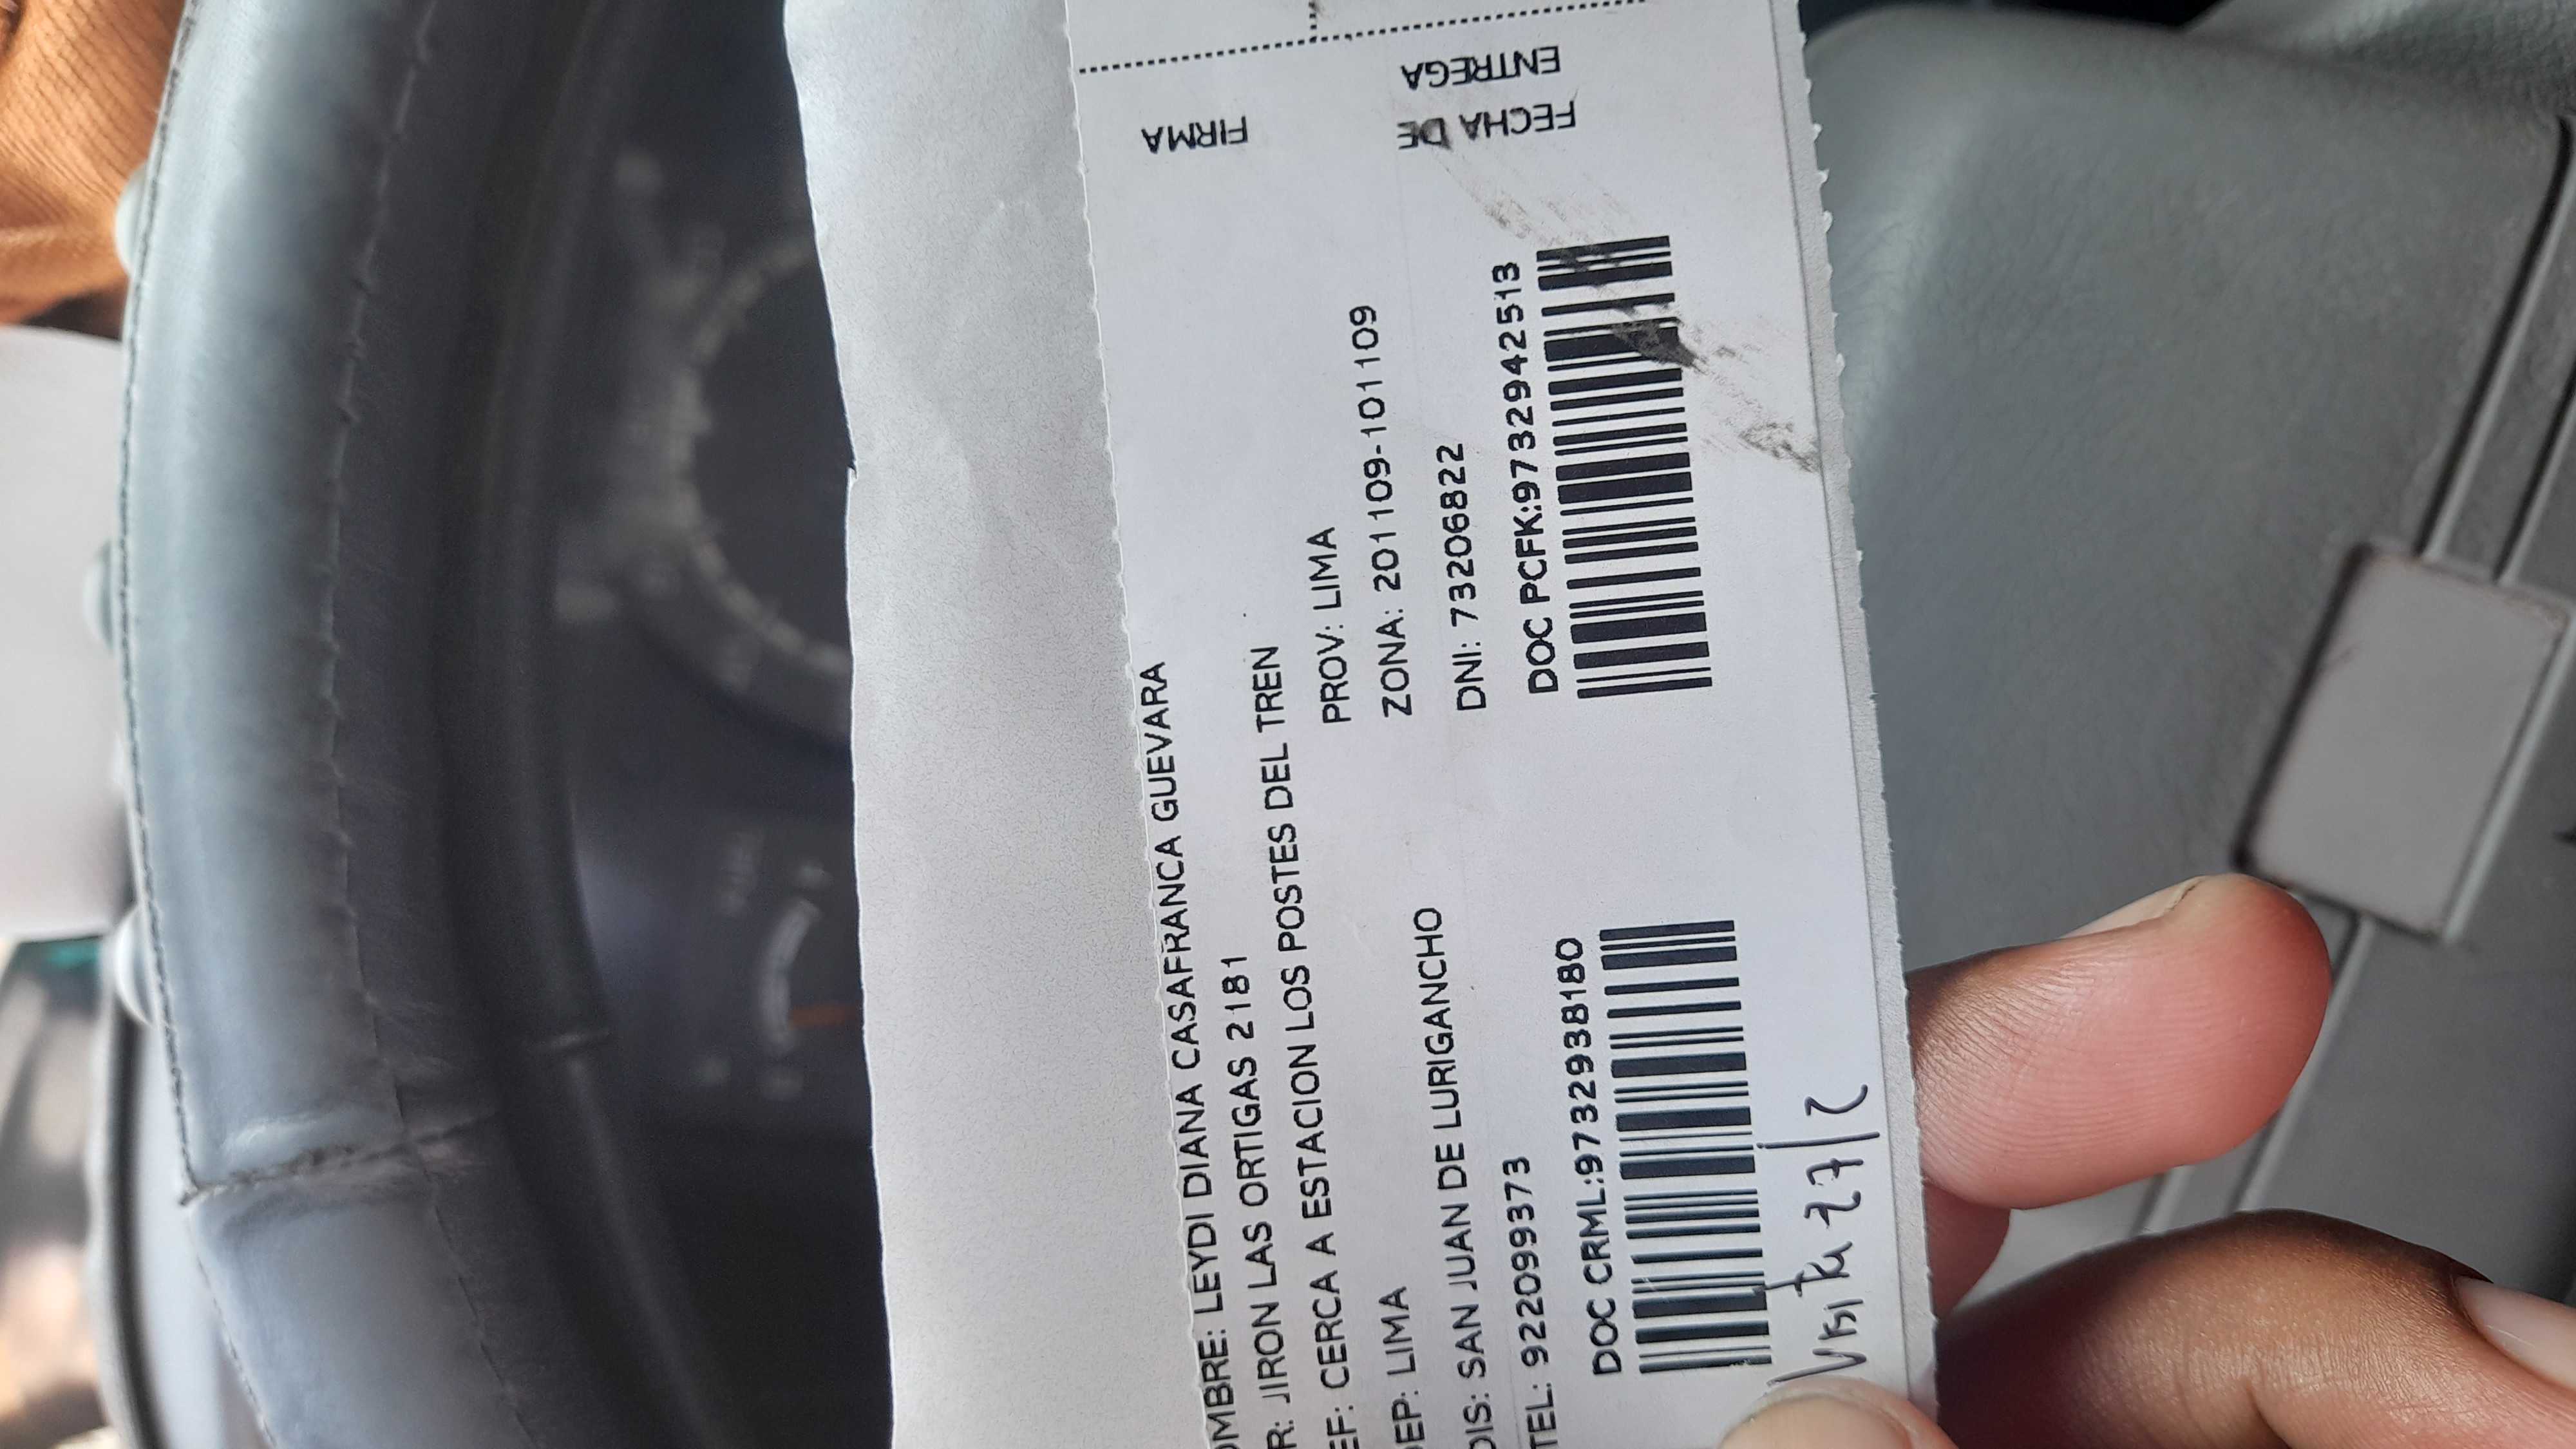 OMBRE: LEYDI DIANA CASAFRANCA GUEVARA
R: JIRON LAS ORTIGAS 2181
EF: CERCA A ESTACION LOS POSTES DEL TREN
EP: LIMA PROV: LIMA
DIS: SAN JUAN DE LURIGANCHO ZONA: 201109-101109
TEL: 922099373 DNI: 73206822
DOC CRML:9732938180 DOC PCFK:9732942513
27/2
FIRMA
FECHA DE
ENTREGA